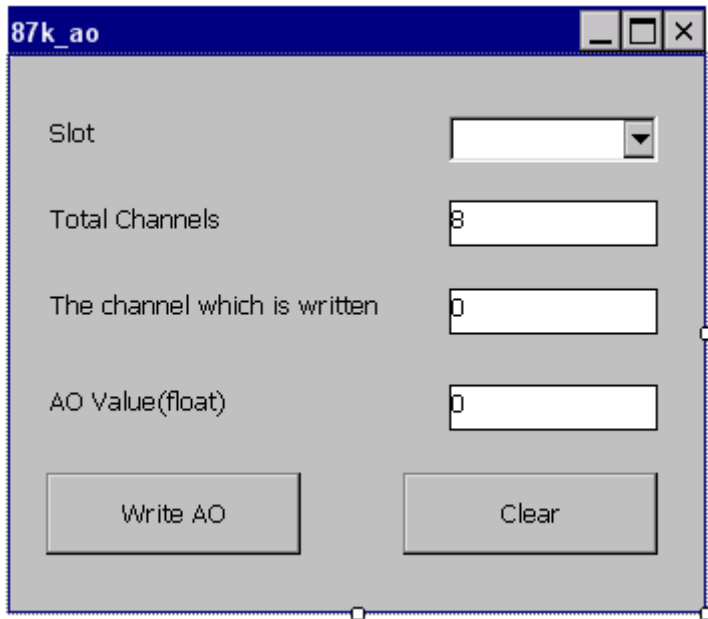 87k_ao
Slot
Total Channels 8
The channel which is written 0
AO Value(float) 0
Write AO Clear